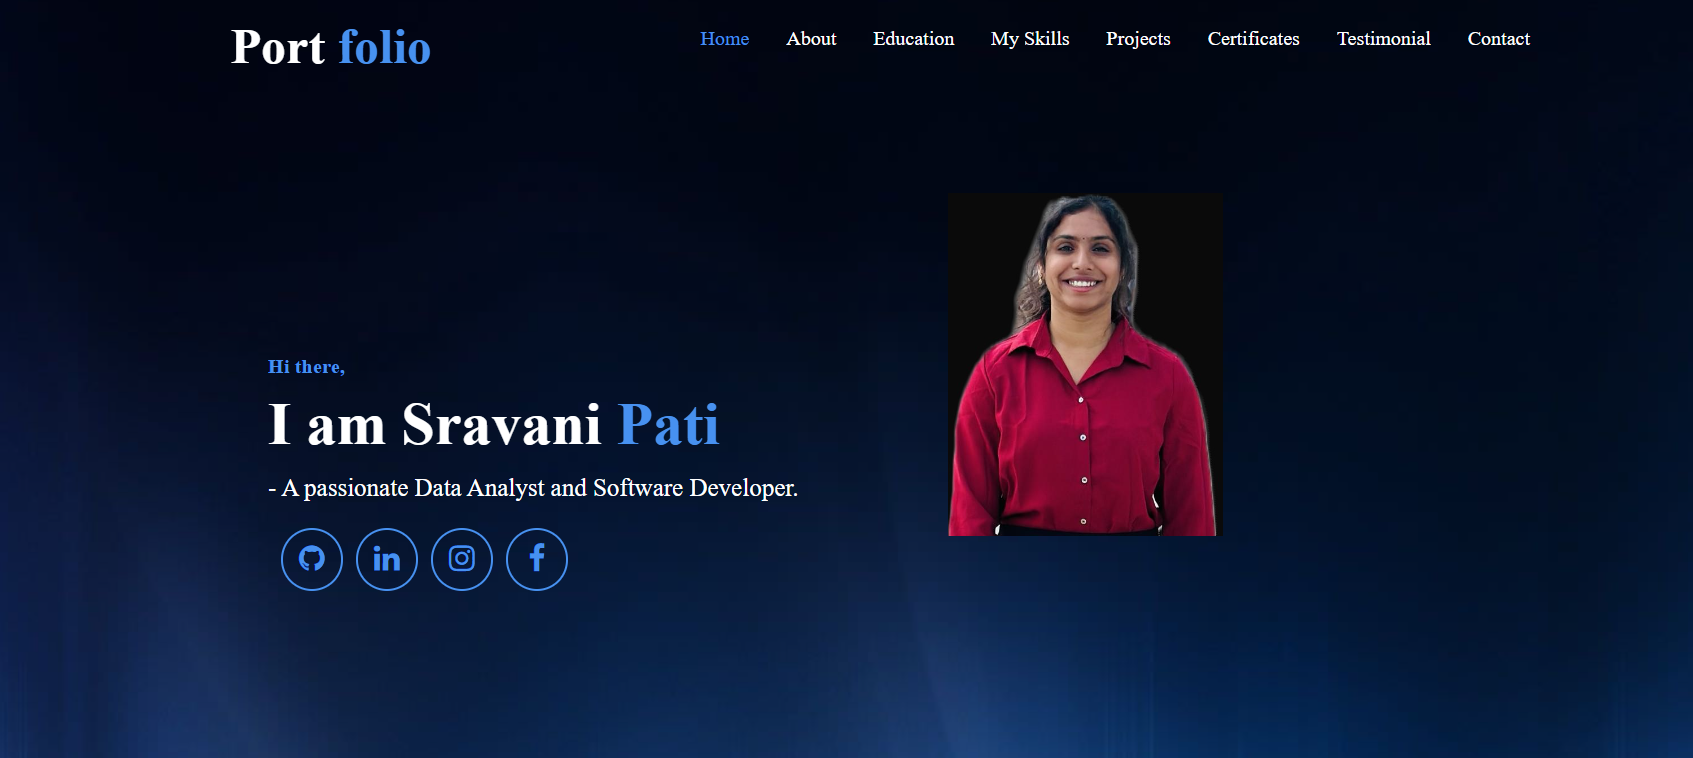 Port folio
Home About Education My Skills Projects Certificates Testimonial Contact
Hi there,
I am Sravani Pati
- A passionate Data Analyst and Software Developer.